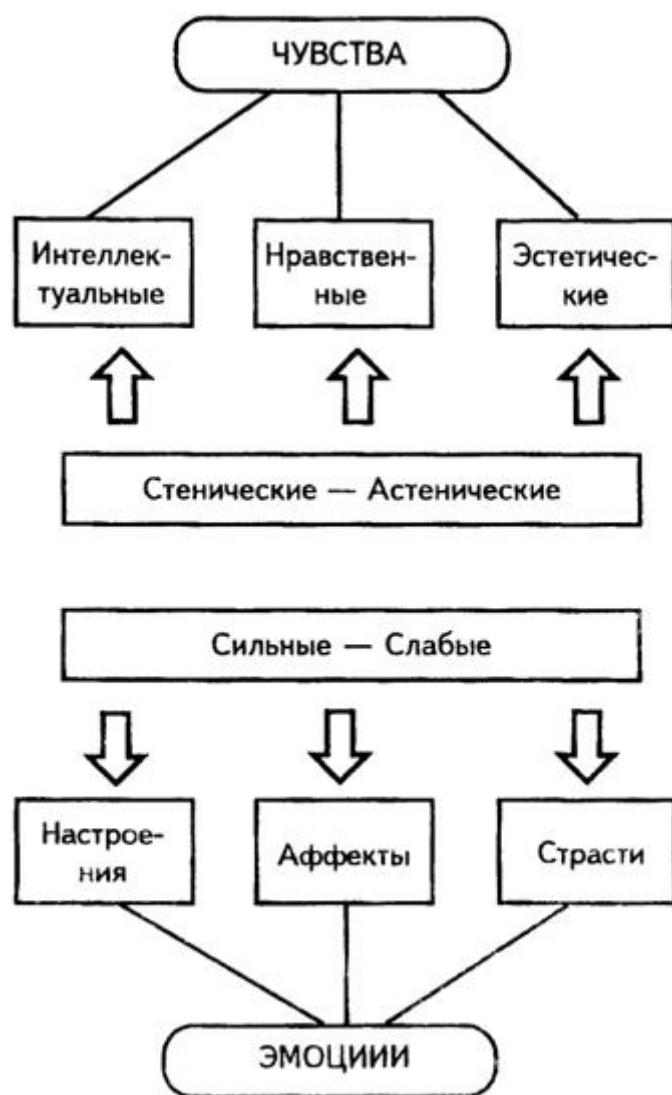 ЧУВСТВА
Интеллек-
туальные
Нравствен-
ные
Эстетичес-
кие
Стенические — Астенические
Сильные — Слабые
Настрое-
ния
Аффекты
Страсти
ЭМОЦИИИ